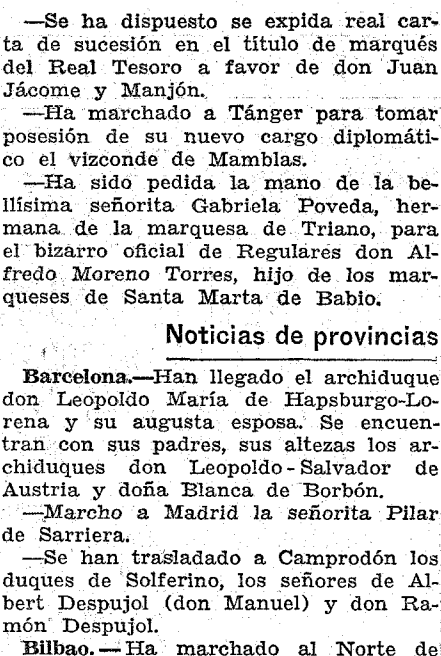 —Se ha dispuesto se expida real car-
ta de sucesión en el título de marqués
del Real Tesoro a favor de don Juan
Jácome y Manjón.
—Ha marchado a Tánger para tomar
posesión de su nuevo cargo diplomáti-
co el vizconde de Mamblas.
—Ha sido pedida la mano de la be-
llísima señorita Gabriela Poveda, her-
mana de la marquesa de Triano, para
el bizarro oficial de Regulares don Al-
fredo Moreno Torres, hijo de los mar-
queses de Santa Marta de Babio.
Noticias de provincias
Barcelona.—Han llegado el archiduque
don Leopoldo María de Hapsburgo-Lo-
rena y su augusta esposa. Se encuen-
tran con sus padres, sus altezas los ar-
chiduques don Leopoldo-Salvador de
Austria y doña Blanca de Borbón.
—Marcho a Madrid la señorita Pilar
de Sarriera.
—Se han trasladado a Camprodón los
duques de Solferino, los señores de Al-
bert Despujol (don Manuel) y don Ra-
món Despujol.
Bilbao.—Ha marchado al Norte de